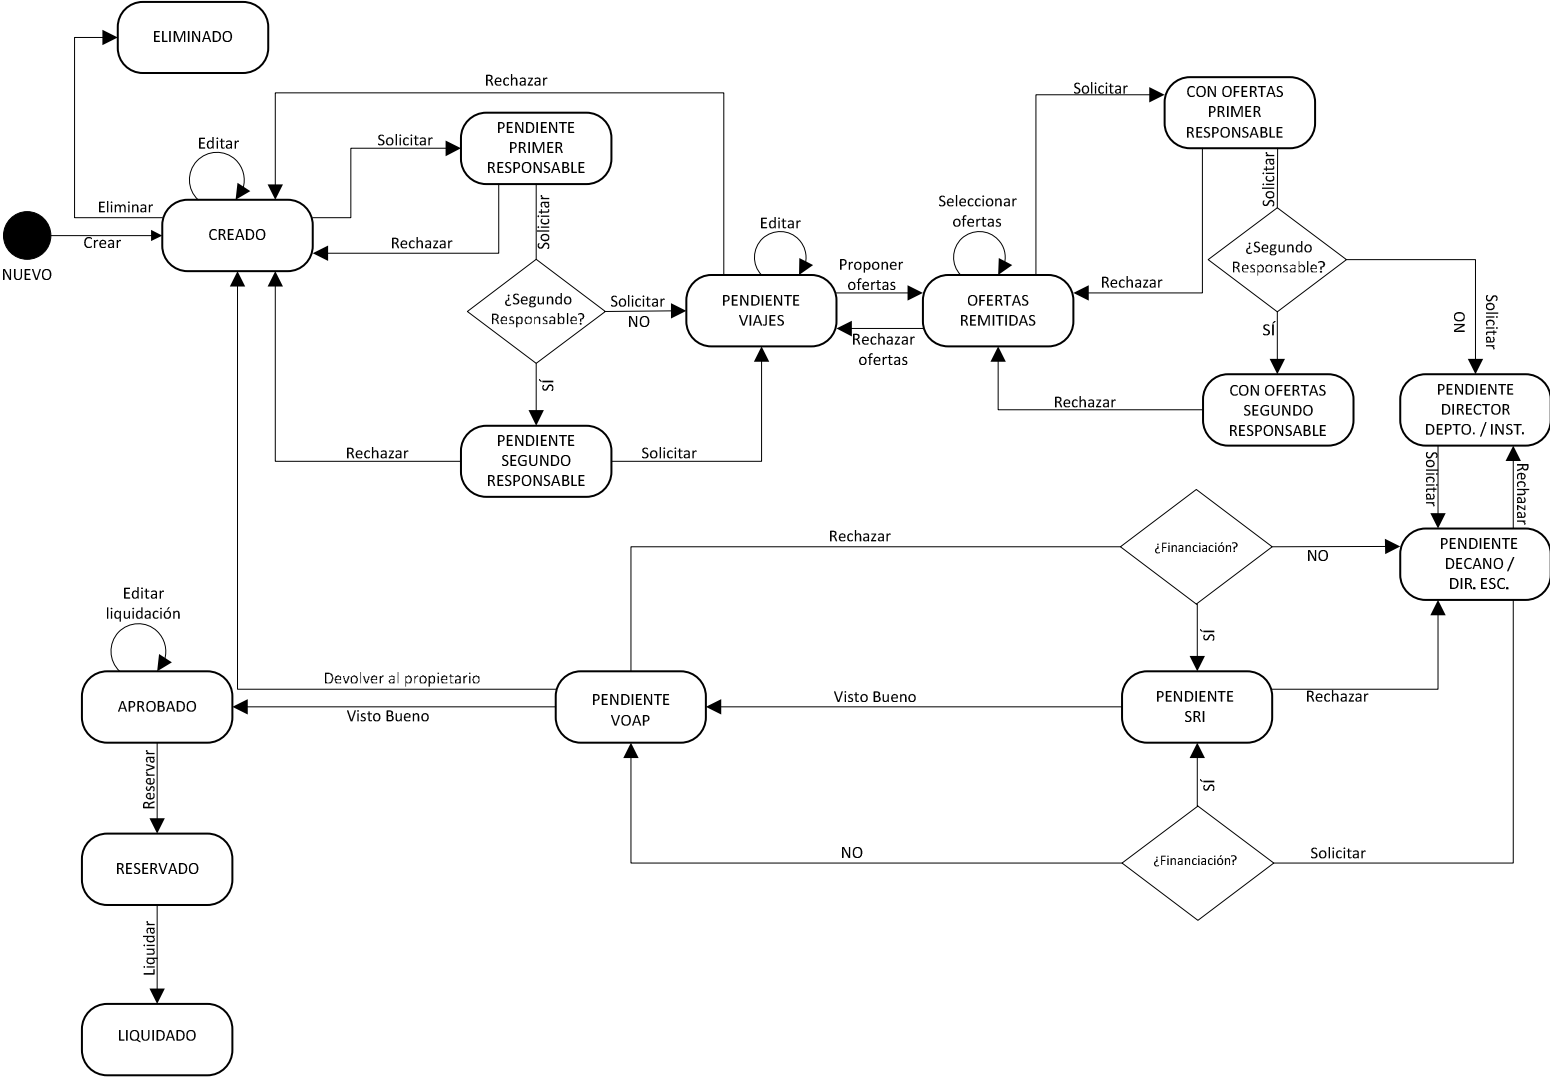 ELIMINADO
Rechazar
Solicitar
CON OFERTAS
PRIMER
RESPONSABLE
Editar
Solicitar
PENDIENTE
PRIMER
RESPONSABLE
Solicitar
Eliminar
Solicitar
Seleccionar
ofertas
Editar
NUEVO
Crear
CREADO
Rechazar
¿Segundo
Responsable?
Proponer
ofertas
Rechazar
¿Segundo
Responsable?
Solicitar
NO
PENDIENTE
VIAJES
OFERTAS
REMITIDAS
Rechazar
ofertas
SÍ
Solicitar
NO
SÍ
CON OFERTAS
SEGUNDO
RESPONSABLE
Rechazar
PENDIENTE
DIRECTOR
DEPTO. / INST.
PENDIENTE
SEGUNDO
RESPONSABLE
Rechazar
Solicitar
Solicitar
Rechazar
Rechazar
¿Financiación?
NO
PENDIENTE
DECANO /
DIR. ESC.
Editar
liquidación
SÍ
Devolver al propietario
APROBADO
Visto Bueno
PENDIENTE
VOAP
Visto Bueno
PENDIENTE
SRI
Rechazar
Reservar
SÍ
NO
¿Financiación?
Solicitar
RESERVADO
Liquidar
LIQUIDADO